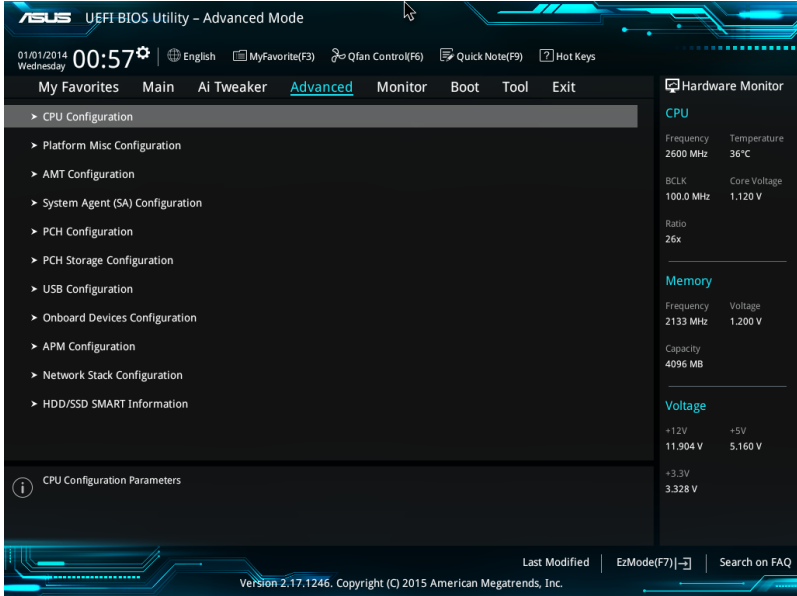 ASUS UEFI BIOS Utility – Advanced Mode
01/01/2014 Wednesday 00:57 English MyFavorite(F3) Qfan Control(F6) Quick Note(F9) ? Hot Keys
My Favorites Main Ai Tweaker Advanced Monitor Boot Tool Exit
> CPU Configuration
> Platform Misc Configuration
> AMT Configuration
> System Agent (SA) Configuration
> PCH Configuration
> PCH Storage Configuration
> USB Configuration
> Onboard Devices Configuration
> APM Configuration
> Network Stack Configuration
> HDD/SSD SMART Information
i CPU Configuration Parameters
Hardware Monitor
CPU
Frequency Temperature
2600 MHz 36°C
BCLK Core Voltage
100.0 MHz 1.120 V
Ratio
26x
Memory
Frequency Voltage
2133 MHz 1.200 V
Capacity
4096 MB
Voltage
+12V +5V
11.904 V 5.160 V
+3.3V
3.328 V
Last Modified EzMode(F7) Search on FAQ
Version 2.17.1246. Copyright (C) 2015 American Megatrends, Inc.